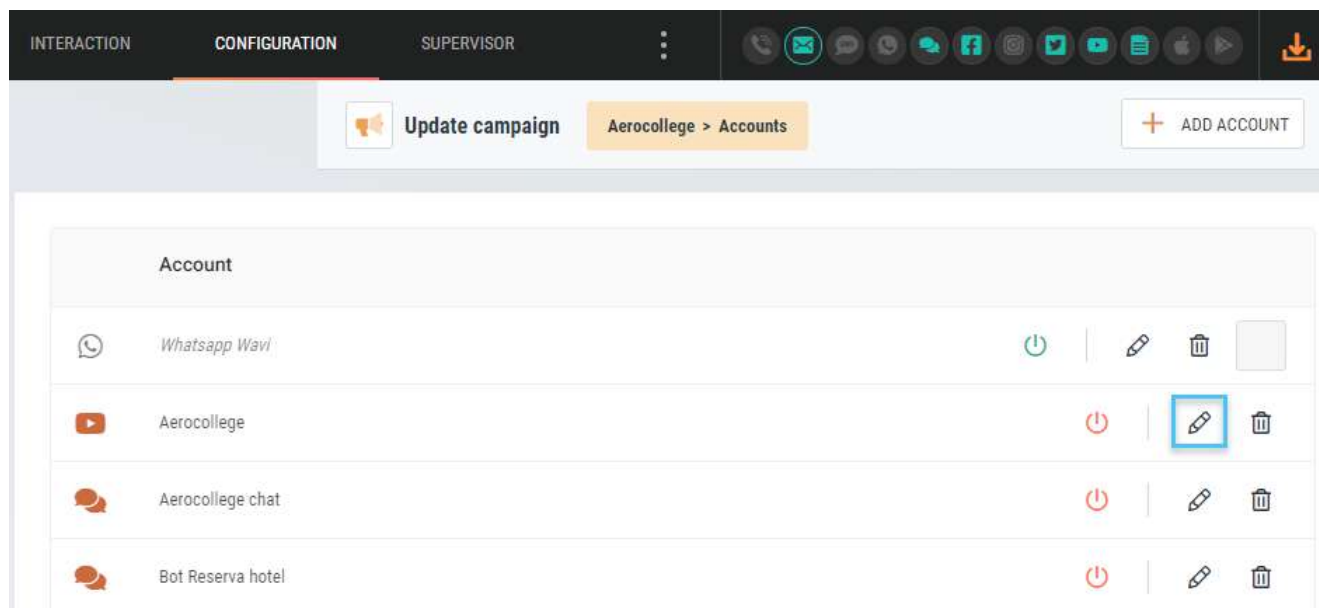 INTERACTION CONFIGURATION SUPERVISOR
Update campaign Aerocollege > Accounts ADD ACCOUNT
Account
Whatsapp Wavi
Aerocollege
Aerocollege chat
Bot Reserva hotel